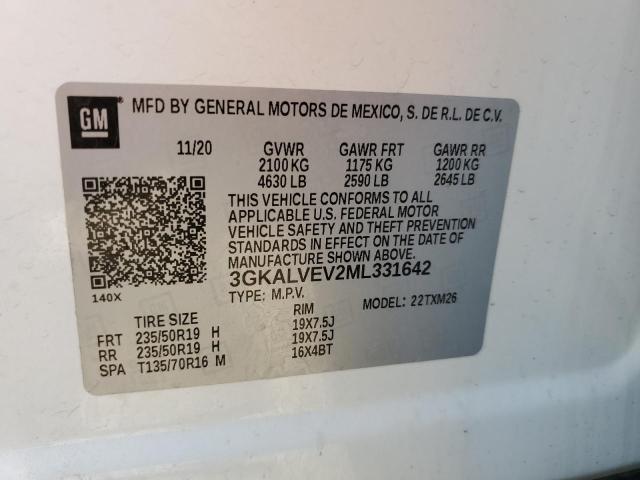 GM
MFD BY GENERAL MOTORS DE MEXICO, S. DE R.L. DE C.V.
11/20 GVWR GAWR FRT GAWR RR
2100 KG 1175 KG 1200 KG
4630 LB 2590 LB 2645 LB
THIS VEHICLE CONFORMS TO ALL
APPLICABLE U.S. FEDERAL MOTOR
VEHICLE SAFETY AND THEFT PREVENTION
STANDARDS IN EFFECT ON THE DATE OF
MANUFACTURE SHOWN ABOVE.
3GKALVEV2ML331642
140X TYPE: M.P.V. MODEL: 22TXM26
TIRE SIZE RIM
FRT 235/50R19 H 19X7.5J
RR 235/50R19 H 19X7.5J
SPA T135/70R16 M 16X4BT